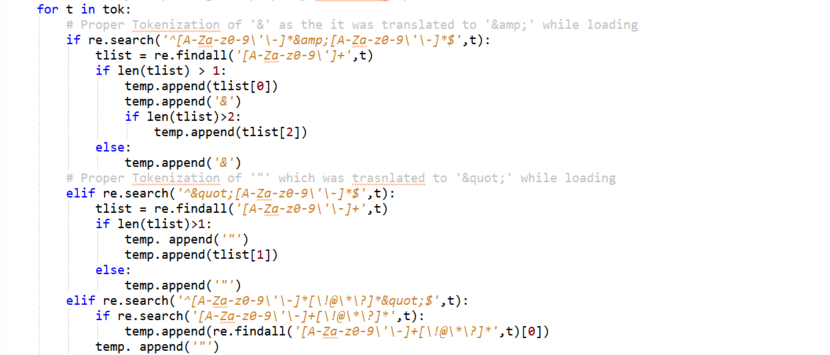 for t in tok:
# Proper Tokenization of '&' as the it was translated to '&amp;' while loading
if re.search('^[A-Za-z0-9\'\-]*&amp;[A-Za-z0-9\'\-]*$',t):
tlist = re.findall('[A-Za-z0-9\']+',t)
if len(tlist) > 1:
temp.append(tlist[0])
temp.append('&')
if len(tlist)>2:
temp.append(tlist[2])
else:
temp.append('&')
# Proper Tokenization of '"' which was trasnlated to '&quot;' while loading
elif re.search('^&quot;[A-Za-z0-9\'\-]*$',t):
tlist = re.findall('[A-Za-z0-9\'\-]+',t)
if len(tlist)>1:
temp. append('"')
temp.append(tlist[1])
else:
temp.append('"')
elif re.search('^[A-Za-z0-9\'\-]*[\!@\*\?]*&quot;$',t):
if re.search('[A-Za-z0-9\'\-]+[\!@\*\?]*',t):
temp.append(re.findall('[A-Za-z0-9\'\-]+[\!@\*\?]*',t)[0])
temp. append('"')